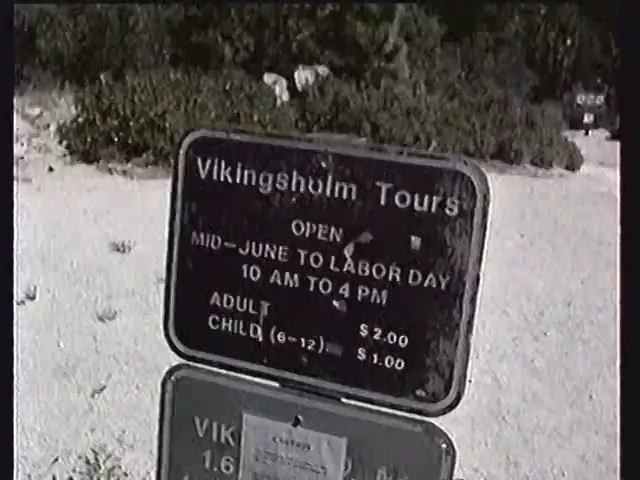 Vikingsholm Tours
OPEN
MID-JUNE TO LABOR DAY
10 AM TO 4 PM
ADULT $2.00
CHILD (6-12) $1.00
VIK
1.6